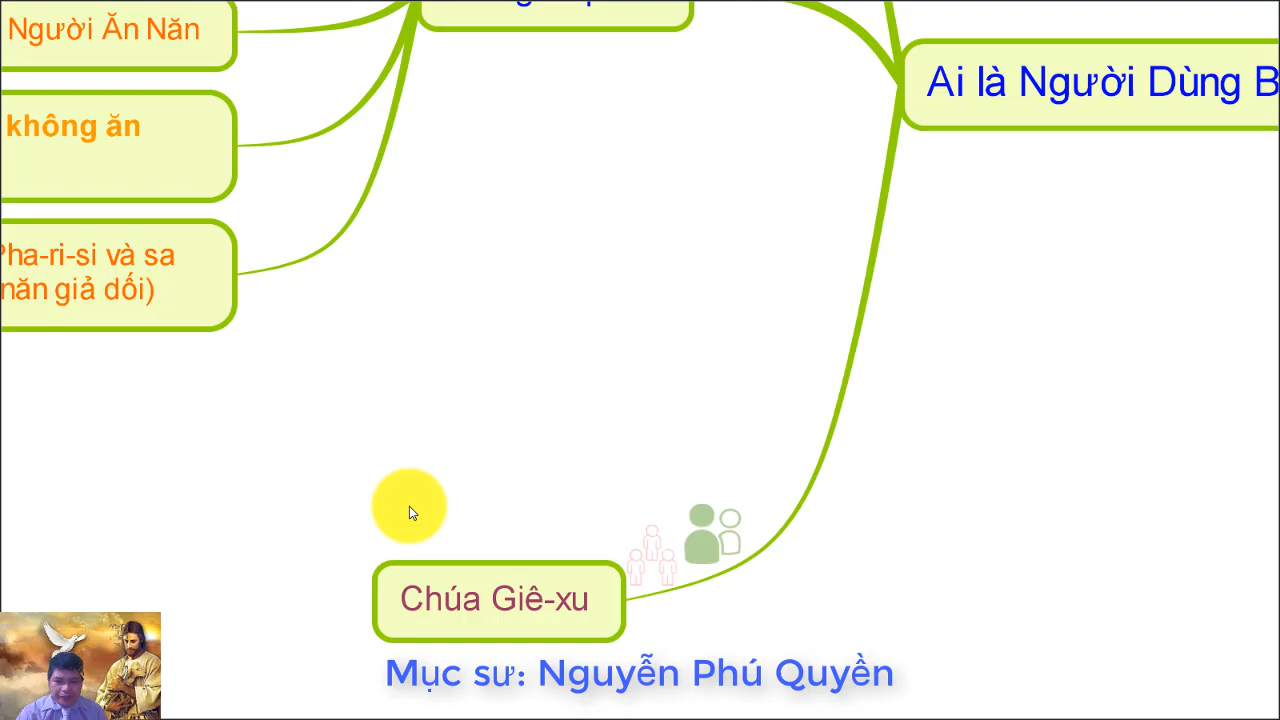 Người Ăn Năn
Ai là Người Dùng B
không ăn
Pha-ri-si và sa
năn giả dối)
Chúa Giê-xu
Mục sư: Nguyễn Phú Quyền